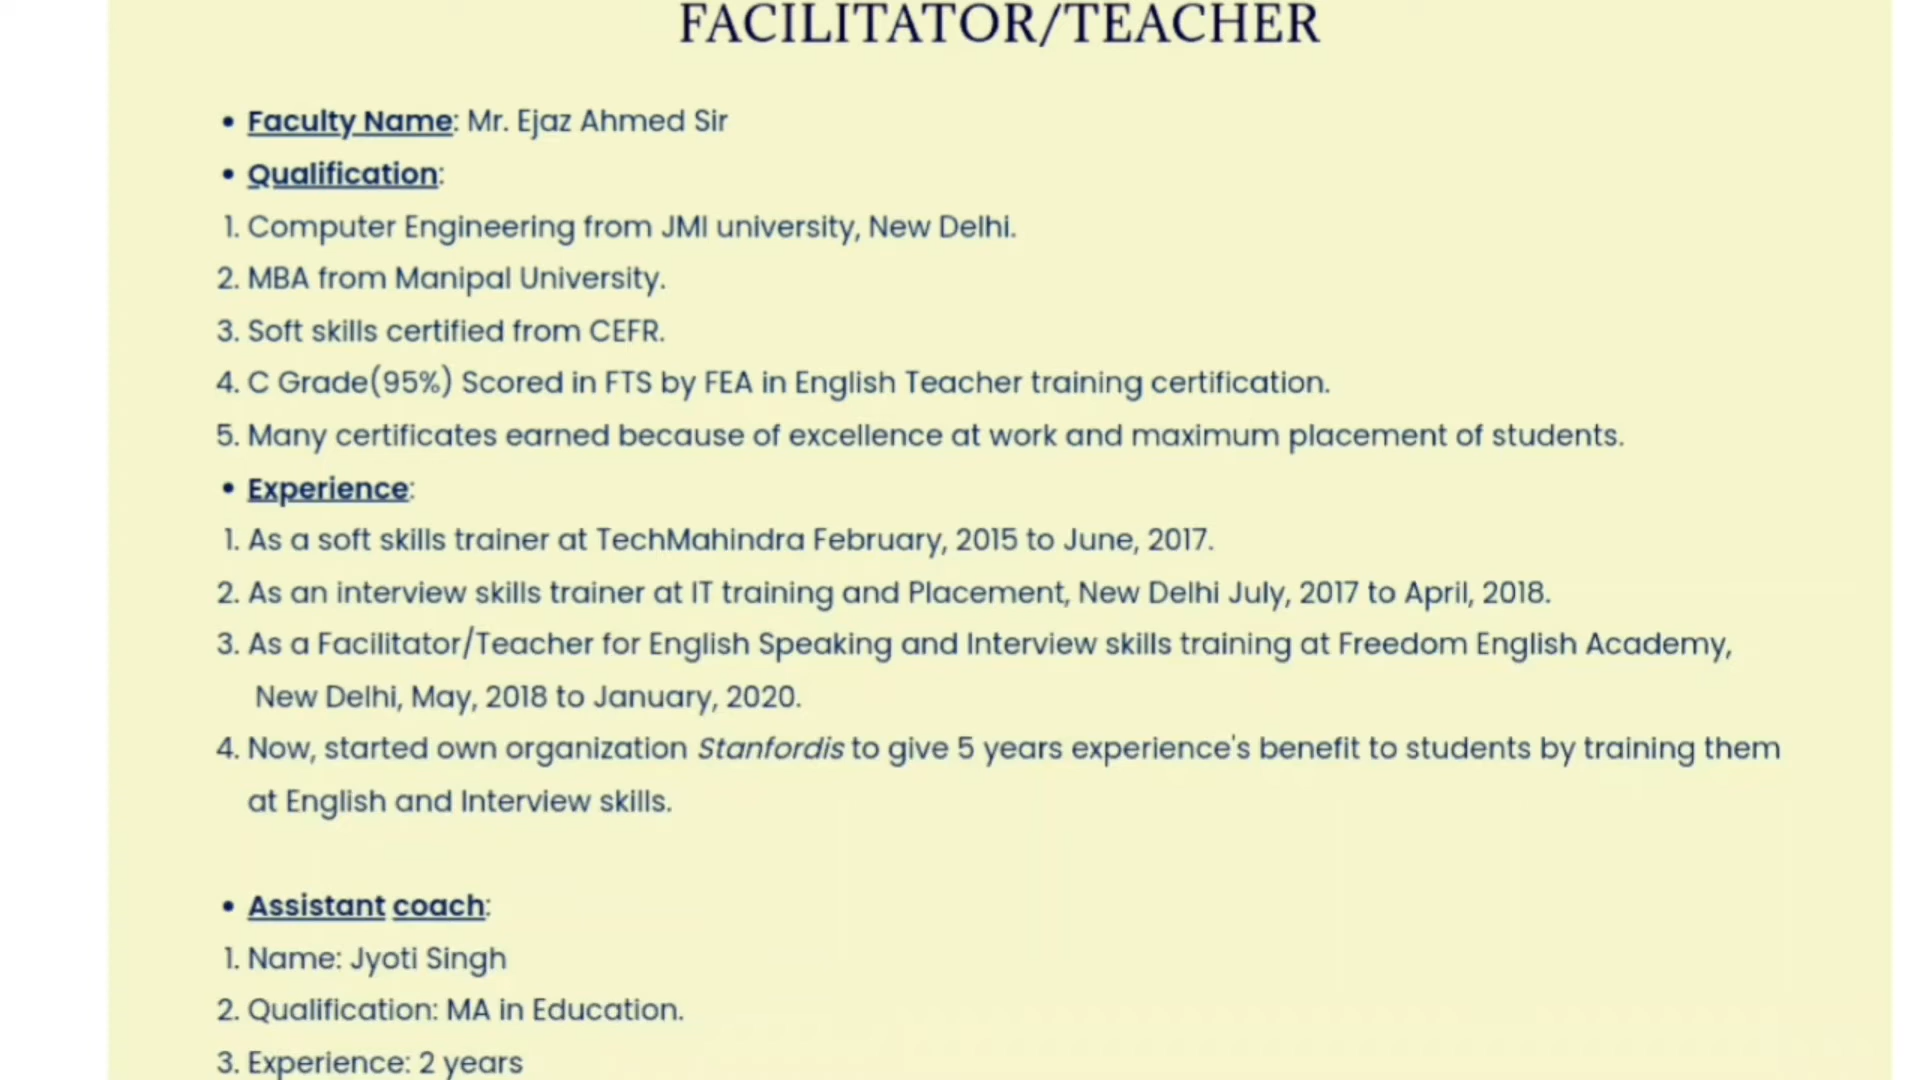 FACILITATOR/TEACHER
• Faculty Name: Mr. Ejaz Ahmed Sir
• Qualification:
1. Computer Engineering from JMI university, New Delhi.
2. MBA from Manipal University.
3. Soft skills certified from CEFR.
4. C Grade(95%) Scored in FTS by FEA in English Teacher training certification.
5. Many certificates earned because of excellence at work and maximum placement of students.
• Experience:
1. As a soft skills trainer at TechMahindra February, 2015 to June, 2017.
2. As an interview skills trainer at IT training and Placement, New Delhi July, 2017 to April, 2018.
3. As a Facilitator/Teacher for English Speaking and Interview skills training at Freedom English Academy,
New Delhi, May, 2018 to January, 2020.
4. Now, started own organization Stanfordis to give 5 years experience's benefit to students by training them
at English and Interview skills.
• Assistant coach:
1. Name: Jyoti Singh
2. Qualification: MA in Education.
3. Experience: 2 years